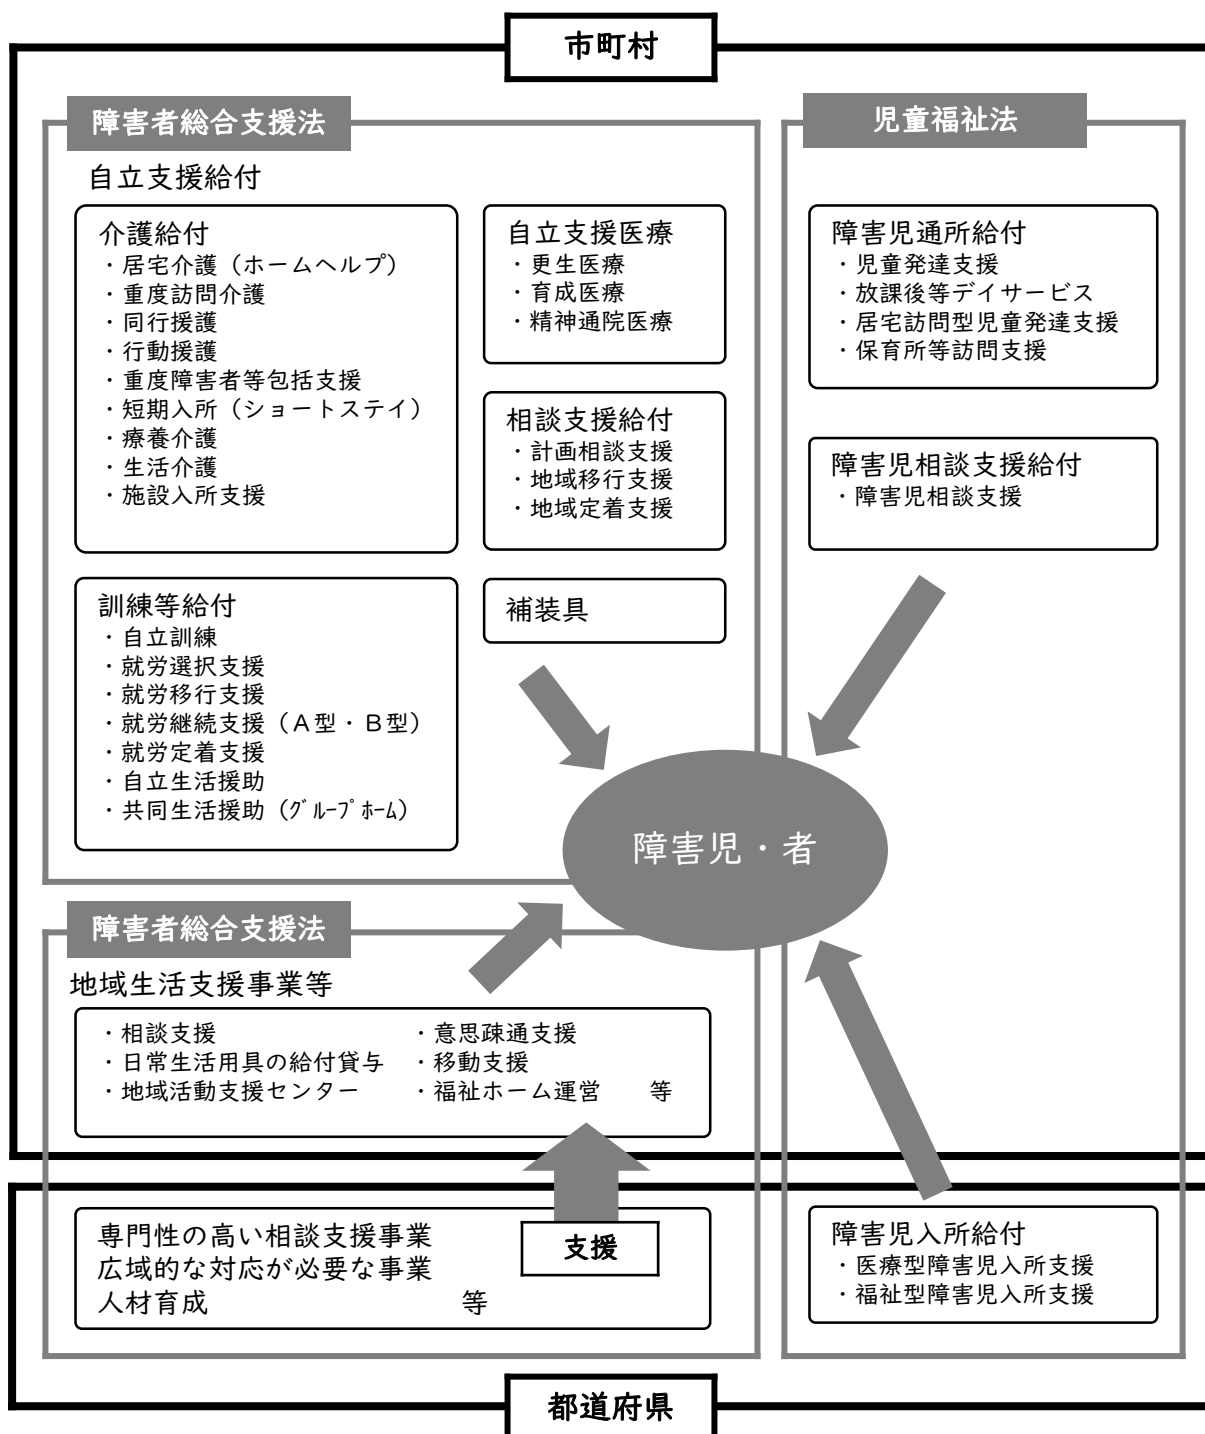 市町村
障害者総合支援法
自立支援給付
介護給付
・居宅介護（ホームヘルプ）
・重度訪問介護
・同行援護
・行動援護
・重度障害者等包括支援
・短期入所（ショートステイ）
・療養介護
・生活介護
・施設入所支援
訓練等給付
・自立訓練
・就労選択支援
・就労移行支援
・就労継続支援（Ａ型・Ｂ型）
・就労定着支援
・自立生活援助
・共同生活援助（ｸﾞﾙｰﾌﾟﾎｰﾑ）
自立支援医療
・更生医療
・育成医療
・精神通院医療
相談支援給付
・計画相談支援
・地域移行支援
・地域定着支援
補装具
児童福祉法
障害児通所給付
・児童発達支援
・放課後等デイサービス
・居宅訪問型児童発達支援
・保育所等訪問支援
障害児相談支援給付
・障害児相談支援
障害児・者
障害者総合支援法
地域生活支援事業等
・相談支援
・日常生活用具の給付貸与
・地域活動支援センター
・意思疎通支援
・移動支援
・福祉ホーム運営　　等
専門性の高い相談支援事業
広域的な対応が必要な事業
人材育成　　　　　　　　　等
支援
障害児入所給付
・医療型障害児入所支援
・福祉型障害児入所支援
都道府県